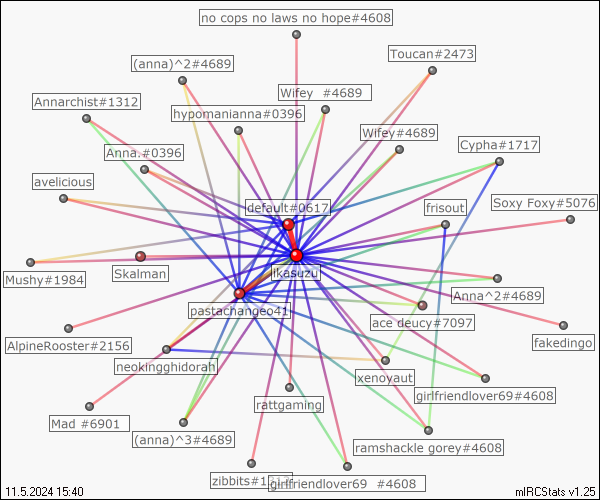 no cops no laws no hope#4608
Toucan#2473
(anna)^2#4689
Wifey #4689
Annarchist#1312
hypomanianna#0396
Wifey#4689
Cypha#1717
Anna.#0396
avelicious
default#0617
frisout
Soxy Foxy#5076
Skalman
likasuzu
Mushy#1984
Anna^2#4689
pastachangeo41
ace deucy#7097
AlpineRooster#2156
fakedingo
neokingghidorah
xenoyaut
girlfriendlover69#4608
rattgaming
Mad #6901
(anna)^3#4689
ramshackle gorey#4608
girlfriendlover69 #4608
11.5.2024 15:40
mIRCStats v1.25